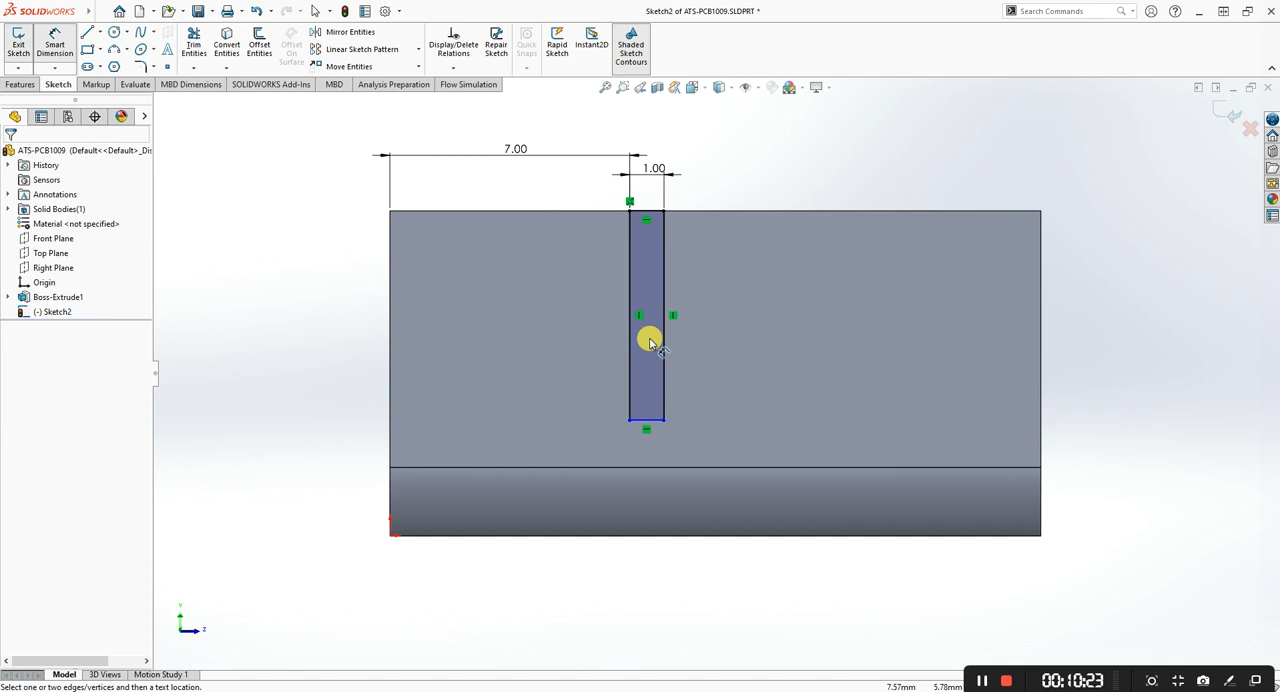 SOLIDWORKS
Sketch2 of ATS-PCB1009.SLDPRT *
Search Commands
Exit Sketch
Smart Dimension
Trim Entities
Convert Entities
Offset Entities
Offset On Surface
Mirror Entities
Linear Sketch Pattern
Move Entities
Display/Delete Relations
Repair Sketch
Quick Snaps
Rapid Sketch
Instant2D
Shaded Sketch Contours
Features
Sketch
Markup
Evaluate
MBD Dimensions
SOLIDWORKS Add-Ins
MBD
Analysis Preparation
Flow Simulation
ATS-PCB1009 (Default<<Default>_Dis
History
Sensors
Annotations
Solid Bodies(1)
Material <not specified>
Front Plane
Top Plane
Right Plane
Origin
Boss-Extrude1
(-) Sketch2
7.00
1.00
Y
Z
Model
3D Views
Motion Study 1
Select one or two edges/vertices and then a text location.
7.57mm
5.78mm
00:10:23